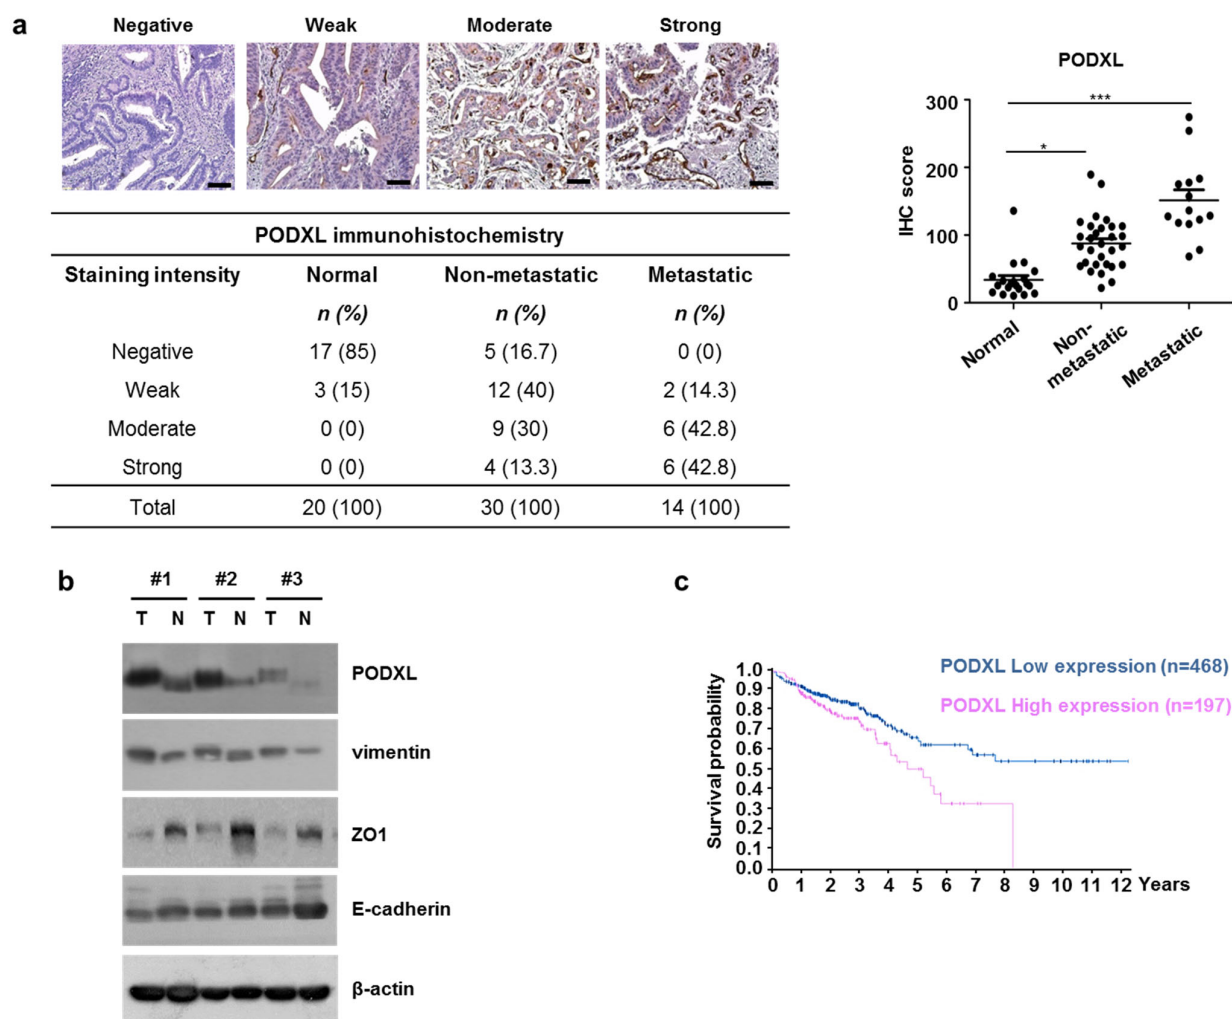 a
Negative Weak Moderate Strong
PODXL immunohistochemistry
Staining intensity Normal Non-metastatic Metastatic
n (%) n (%) n (%)
Negative 17 (85) 5 (16.7) 0 (0)
Weak 3 (15) 12 (40) 2 (14.3)
Moderate 0 (0) 9 (30) 6 (42.8)
Strong 0 (0) 4 (13.3) 6 (42.8)
Total 20 (100) 30 (100) 14 (100)
PODXL
IHC score
300
200
100
0
***
*
Normal
Non-
metastatic
Metastatic
b
#1 #2 #3
T N T N T N
PODXL
vimentin
ZO1
E-cadherin
β-actin
c
PODXL Low expression (n=468)
PODXL High expression (n=197)
Survival probability
1.0
0.9
0.8
0.7
0.6
0.5
0.4
0.3
0.2
0.1
0.0
0 1 2 3 4 5 6 7 8 9 10 11 12 Years